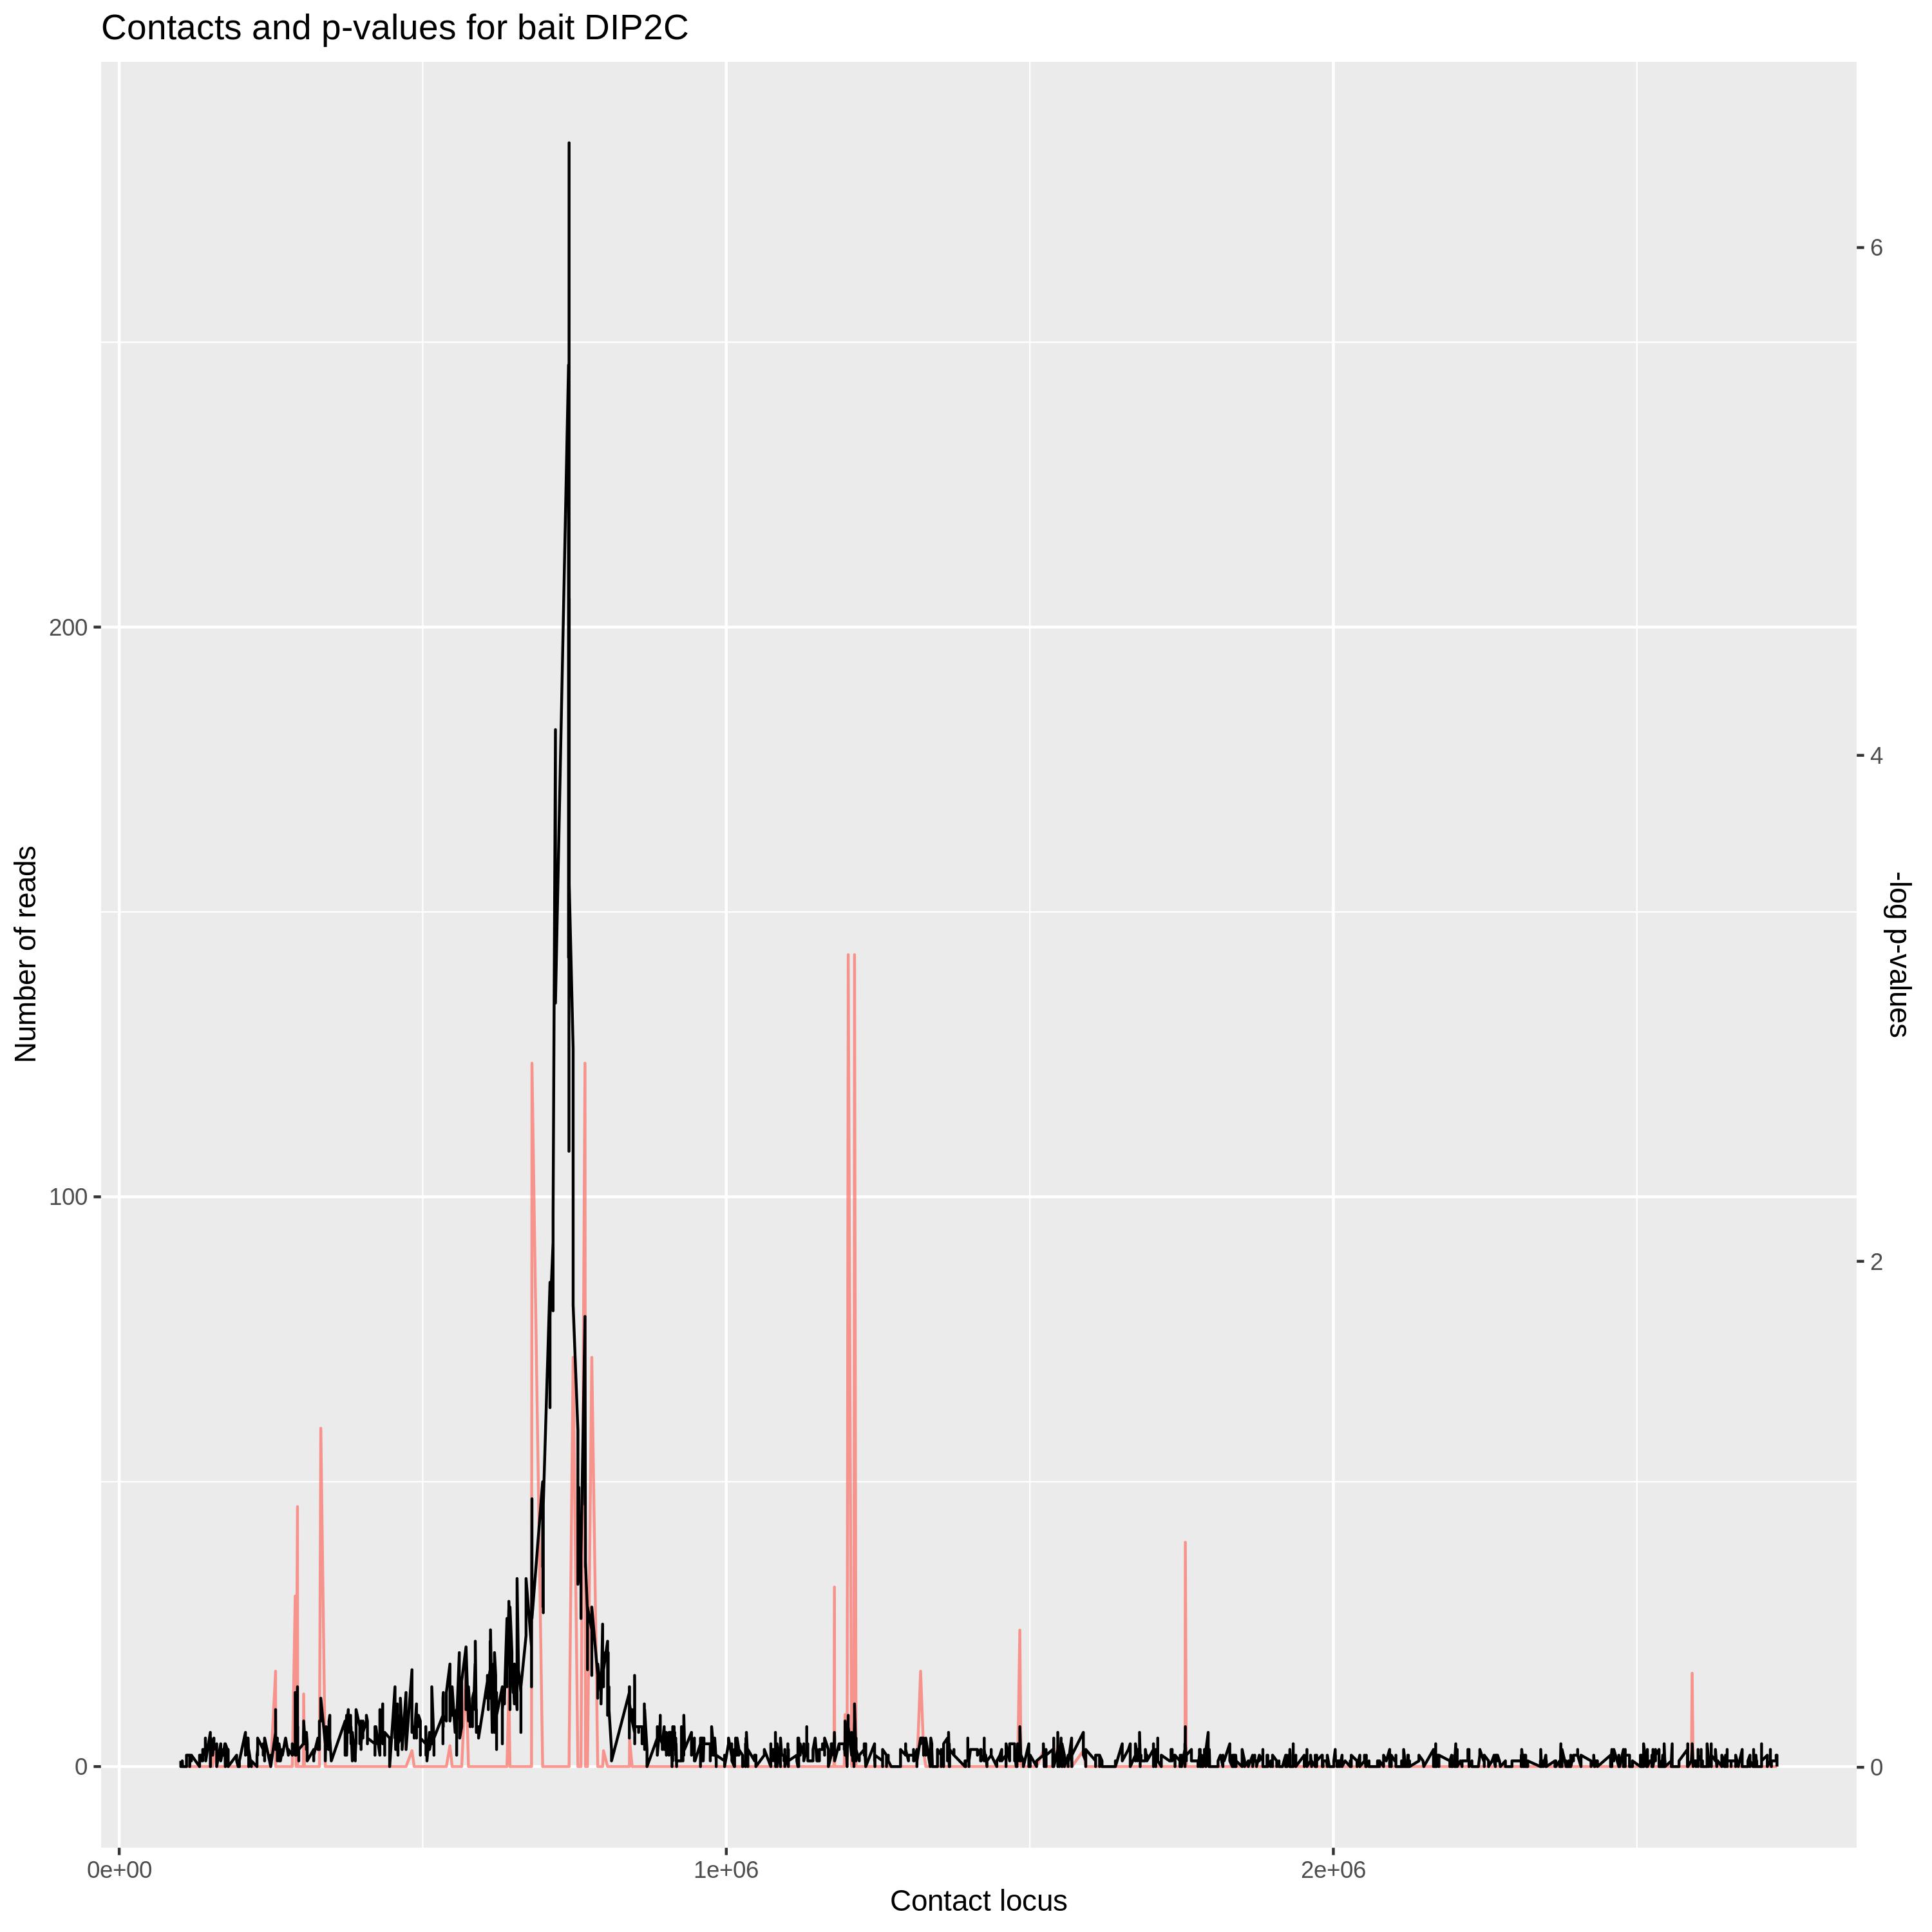 Contacts and p-values for bait DIP2C
Number of reads
200
100
0
6
4
2
0
-log p-values
0e+00 1e+06 2e+06
Contact locus